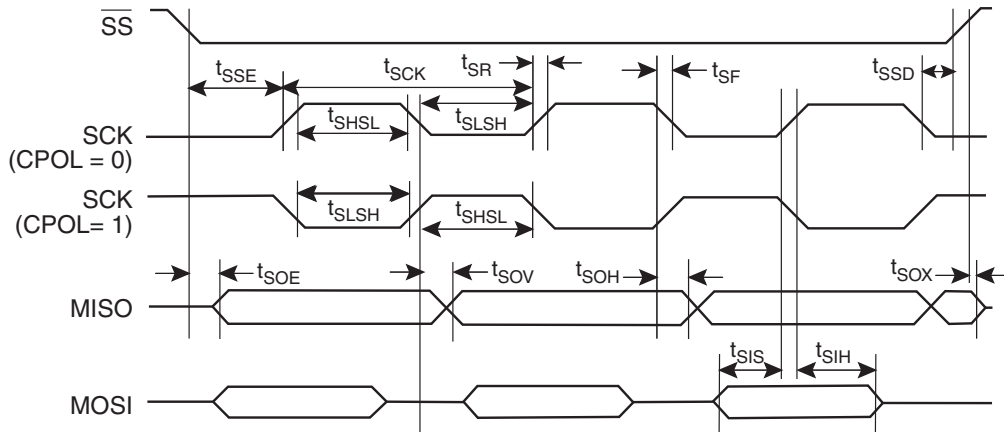 SS
tSSE
tSCK
tSR
tSF
tSSD
tSHSL
tSLSH
SCK
(CPOL = 0)
SCK
(CPOL= 1)
tSLSH
tSHSL
tSOE
tSOV
tSOH
tSOX
MISO
tSIS
tSIH
MOSI